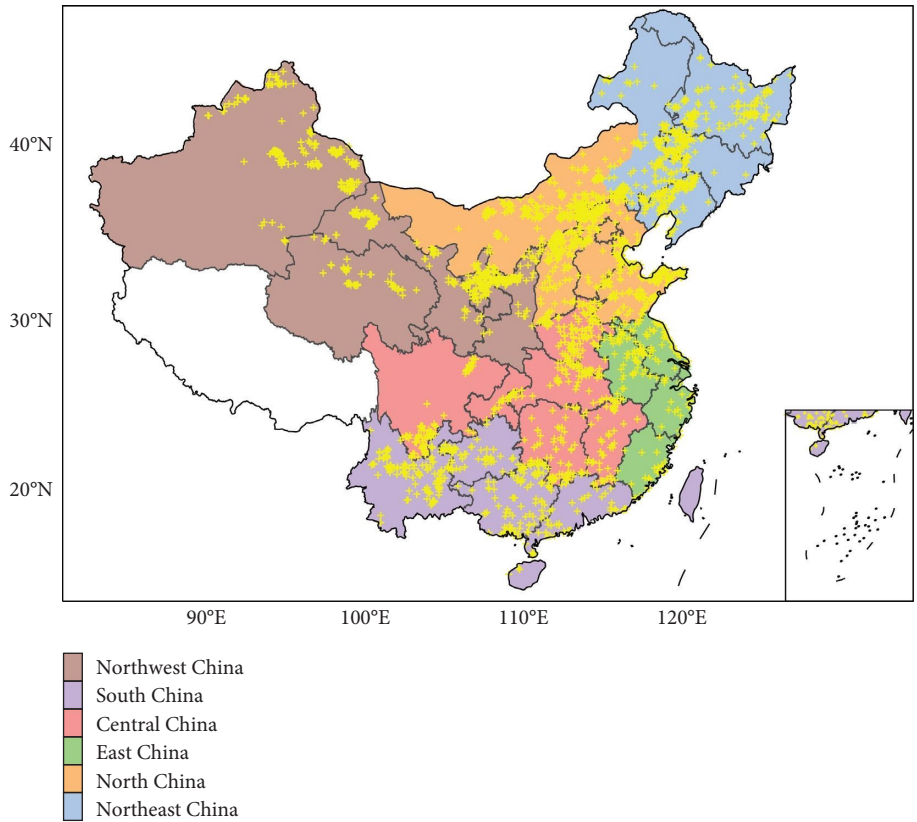 40°N
30°N
20°N
90°E 100°E 110°E 120°E
Northwest China
South China
Central China
East China
North China
Northeast China